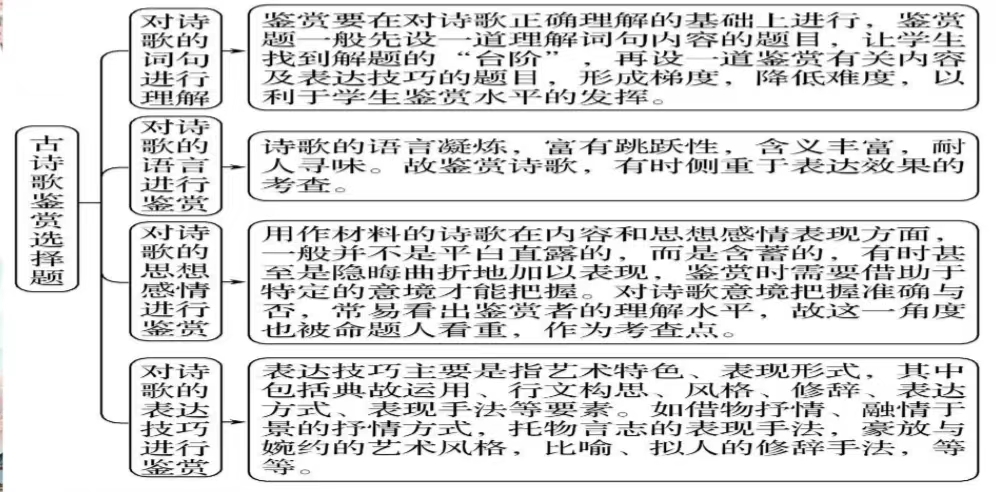 古诗歌鉴赏选择题
对诗
歌的
词句
进行
理解
鉴赏要在对诗歌正确理解的基础上进行，鉴赏
题一般先设一道理解词句内容的题目，让学生
找到解题的“台阶”，再设一道鉴赏有关内容
及表达技巧的题目，形成梯度，降低难度，以
利于学生鉴赏水平的发挥。
对诗
歌的
语言
进行
鉴赏
诗歌的语言凝炼，富有跳跃性，含义丰富，耐
人寻味。故鉴赏诗歌，有时侧重于表达效果的
考查。
对诗
歌的
思想
感情
进行
鉴赏
用作材料的诗歌在内容和思想感情表现方面，
一般并不是平白直露的，而是含蓄的，有时甚
至是隐晦曲折地加以表现，鉴赏时需要借助于
特定的意境才能把握。对诗歌意境把握准确与
否，常易看出鉴赏者的理解水平，故这一角度
也被命题人看重，作为考查点。
对诗
歌的
表达
技巧
进行
鉴赏
表达技巧主要是指艺术特色、表现形式，其中
包括典故运用、行文构思、风格、修辞、表达
方式、表现手法等要素。如借物抒情、融情于
景的抒情方式，托物言志的表现手法，豪放与
婉约的艺术风格，比喻、拟人的修辞手法，等
等。